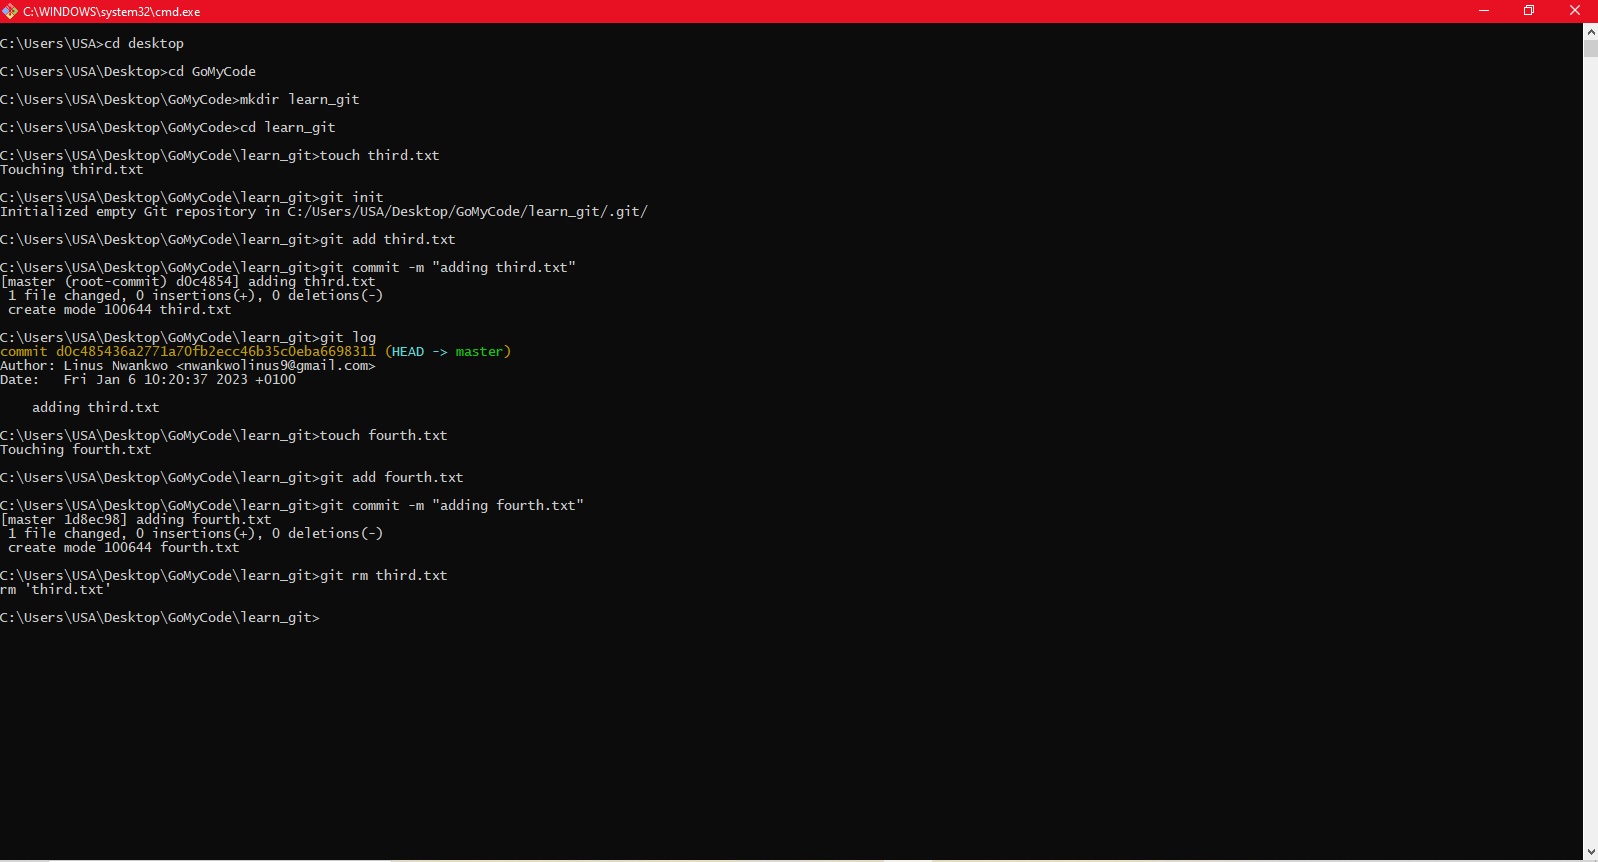 C:\WINDOWS\system32\cmd.exe
C:\Users\USA>cd desktop
C:\Users\USA\Desktop>cd GoMyCode
C:\Users\USA\Desktop\GoMyCode>mkdir learn_git
C:\Users\USA\Desktop\GoMyCode>cd learn_git
C:\Users\USA\Desktop\GoMyCode\learn_git>touch third.txt
Touching third.txt
C:\Users\USA\Desktop\GoMyCode\learn_git>git init
Initialized empty Git repository in C:/Users/USA/Desktop/GoMyCode/learn_git/.git/
C:\Users\USA\Desktop\GoMyCode\learn_git>git add third.txt
C:\Users\USA\Desktop\GoMyCode\learn_git>git commit -m "adding third.txt"
[master (root-commit) d0c4854] adding third.txt
 1 file changed, 0 insertions(+), 0 deletions(-)
 create mode 100644 third.txt
C:\Users\USA\Desktop\GoMyCode\learn_git>git log
commit d0c485436a2771a70fb2ecc46b35c0eba6698311 (HEAD -> master)
Author: Linus Nwankwo <nwankwolinus9@gmail.com>
Date:   Fri Jan 6 10:20:37 2023 +0100
    adding third.txt
C:\Users\USA\Desktop\GoMyCode\learn_git>touch fourth.txt
Touching fourth.txt
C:\Users\USA\Desktop\GoMyCode\learn_git>git add fourth.txt
C:\Users\USA\Desktop\GoMyCode\learn_git>git commit -m "adding fourth.txt"
[master 1d8ec98] adding fourth.txt
 1 file changed, 0 insertions(+), 0 deletions(-)
 create mode 100644 fourth.txt
C:\Users\USA\Desktop\GoMyCode\learn_git>git rm third.txt
rm 'third.txt'
C:\Users\USA\Desktop\GoMyCode\learn_git>